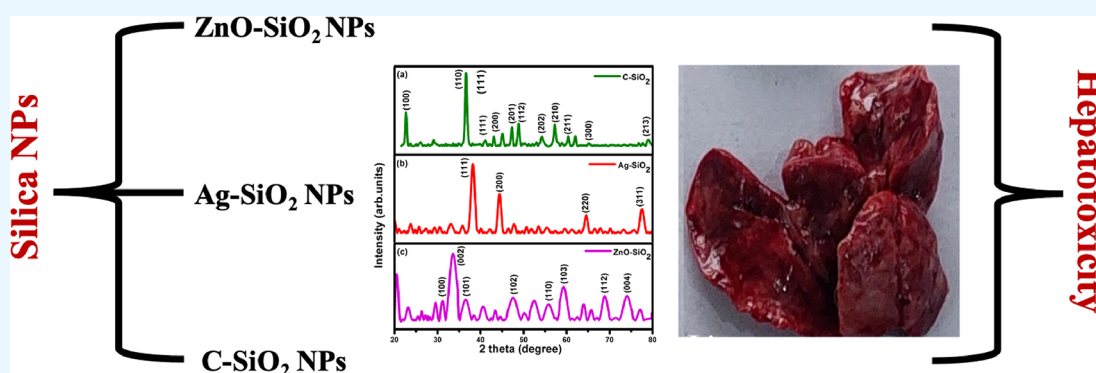 ZnO-SiO₂ NPs
Silica NPs
Ag-SiO₂ NPs
C-SiO₂ NPs
Intensity (arb.units)
(a)
C-SiO₂
(100)
(110)
(111)
(111)
(200)
(201)
(112)
(202)
(210)
(211)
(300)
(213)
(b)
Ag-SiO₂
(111)
(200)
(220)
(311)
(c)
ZnO-SiO₂
(100)
(002)
(101)
(102)
(110)
(103)
(112)
(004)
20 30 40 50 60 70 80
2 theta (degree)
Hepatotoxicity